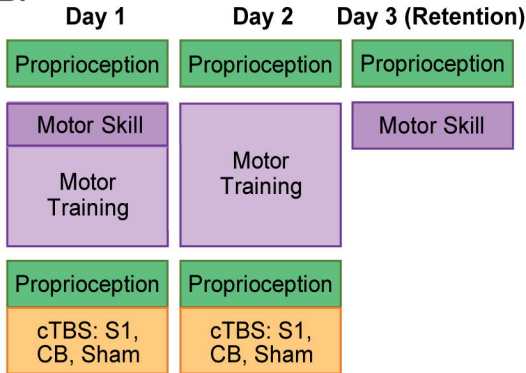 Day 1 Day 2 Day 3 (Retention)
Proprioception Proprioception Proprioception
Motor Skill
Motor
Training
Motor
Training
Motor Skill
Proprioception Proprioception
cTBS: S1,
CB, Sham
cTBS: S1,
CB, Sham